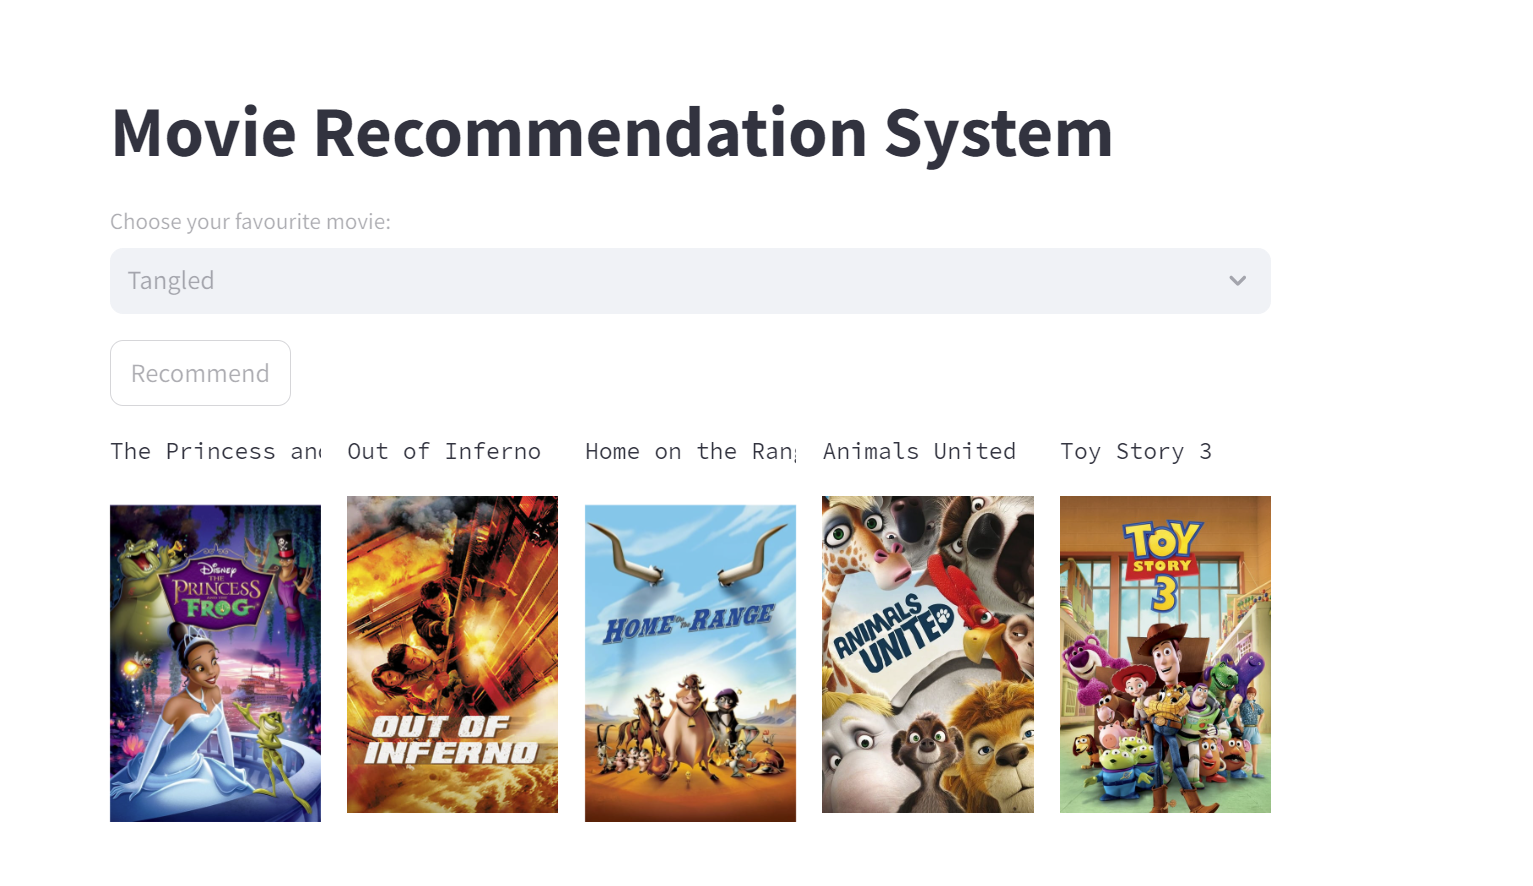 Movie Recommendation System
Choose your favourite movie:
Tangled
Recommend
The Princess and
Out of Inferno
Home on the Rang
Animals United
Toy Story 3
DISNEY
THE
PRINCESS
AND THE
FROG
OUT OF
INFERNO
HOME ON THE RANGE
ANIMALS
UNITED
TOY
STORY
3